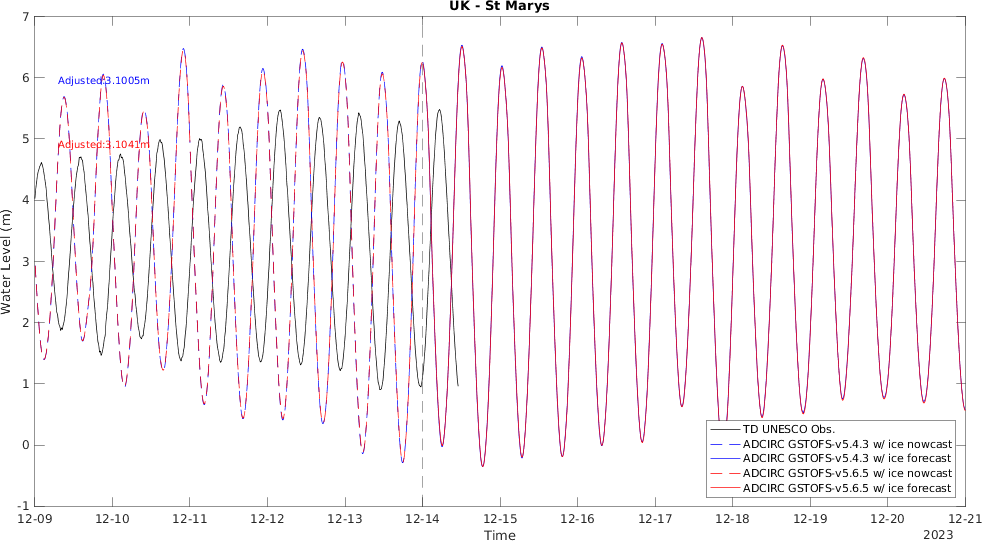 UK - St Marys
7
6
5
4
3
2
1
0
-1
Water Level (m)
Adjusted:3.1005m
Adjusted:3.1041m
TD UNESCO Obs.
ADCIRC GSTOFS-v5.4.3 w/ ice nowcast
ADCIRC GSTOFS-v5.4.3 w/ ice forecast
ADCIRC GSTOFS-v5.6.5 w/ ice nowcast
ADCIRC GSTOFS-v5.6.5 w/ ice forecast
12-09 12-10 12-11 12-12 12-13 12-14 12-15 12-16 12-17 12-18 12-19 12-20 12-21
Time
2023